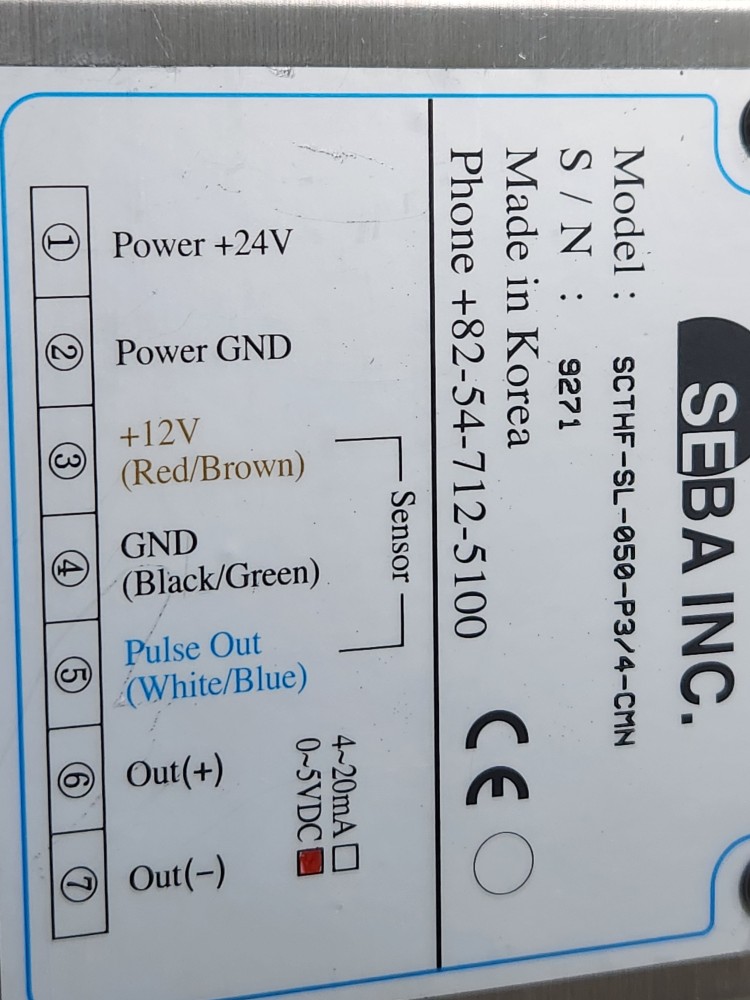 SEBA INC.
Model : SCTHF-SL-050-P3/4-CMN
S / N : 9271
Made in Korea
Phone +82-54-712-5100
CE
Sensor
4~20mA
0~5VDC
① Power +24V
② Power GND
③ +12V
(Red/Brown)
④ GND
(Black/Green)
⑤ Pulse Out
(White/Blue)
⑥ Out(+)
⑦ Out(−)